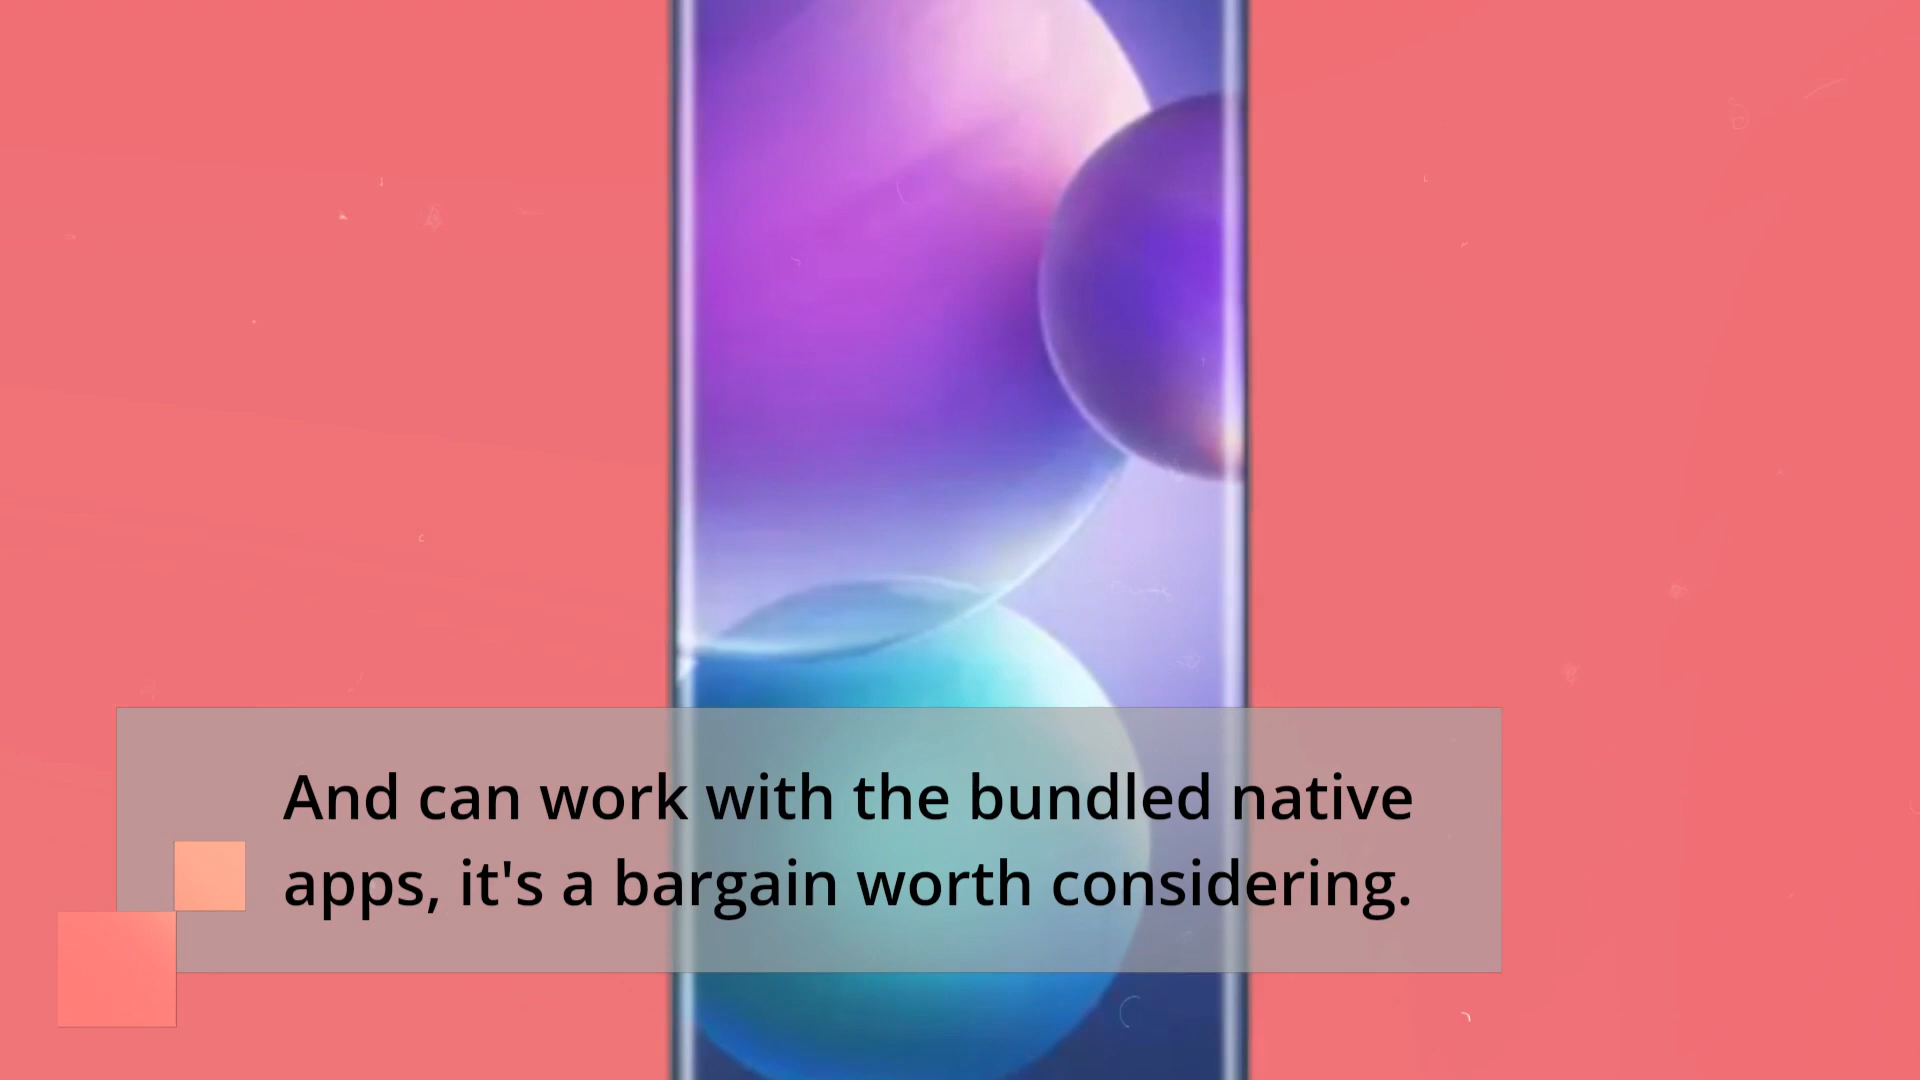 And can work with the bundled native
apps, it's a bargain worth considering.